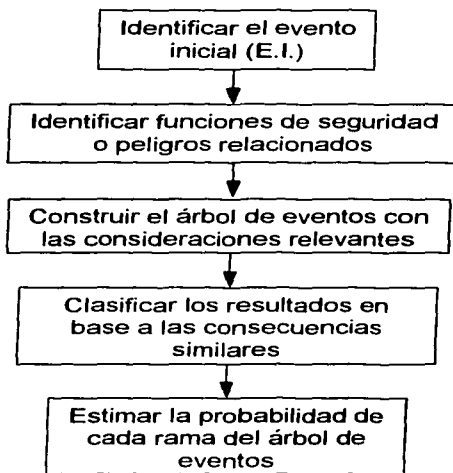 Identificar el evento
inicial (E.I.)
Identificar funciones de seguridad
o peligros relacionados
Construir el árbol de eventos con
las consideraciones relevantes
Clasificar los resultados en
base a las consecuencias
similares
Estimar la probabilidad de
cada rama del árbol de
eventos